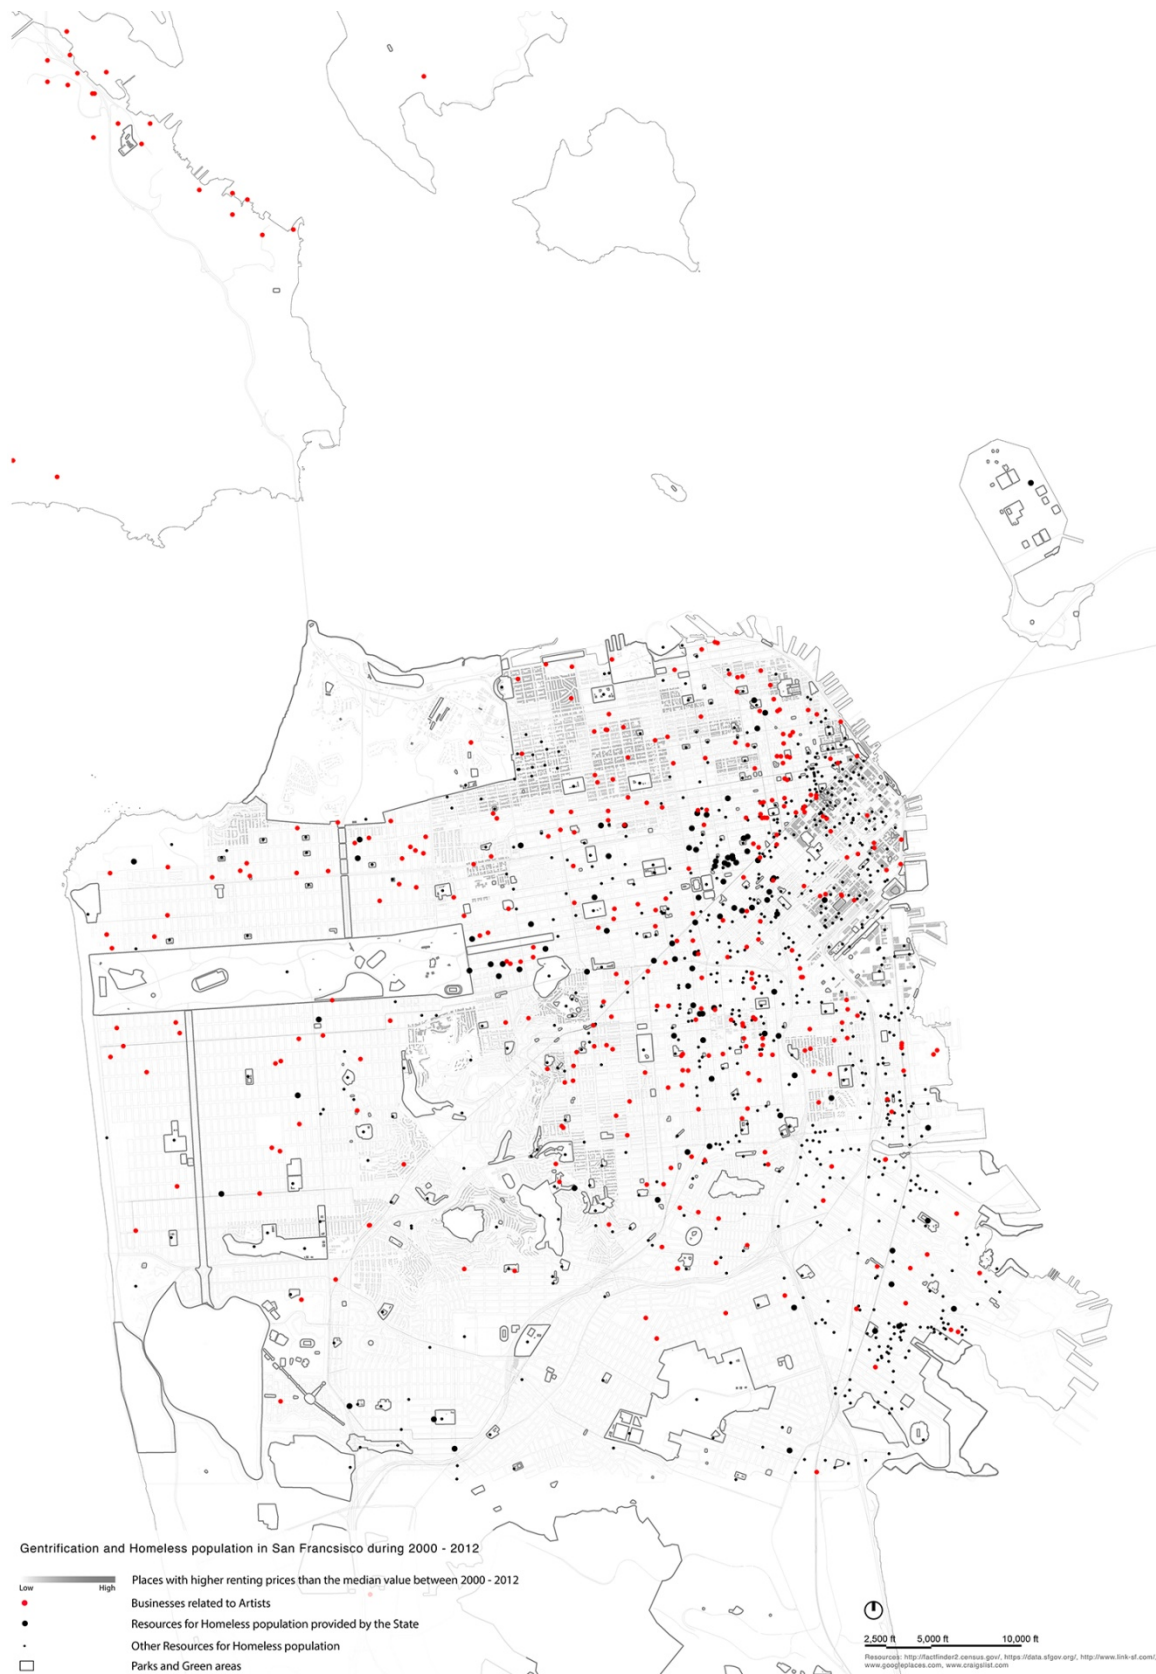 Gentrification and Homeless population in San Francsisco during 2000 - 2012
Low High Places with higher renting prices than the median value between 2000 - 2012
Businesses related to Artists
Resources for Homeless population provided by the State
Other Resources for Homeless population
Parks and Green areas
2,500 ft 5,000 ft 10,000 ft
Resources: http://factfinder2.census.gov/, https://data.sfgov.org/, http://www.link-sf.com/,
www.googleplaces.com, www.craigslist.com